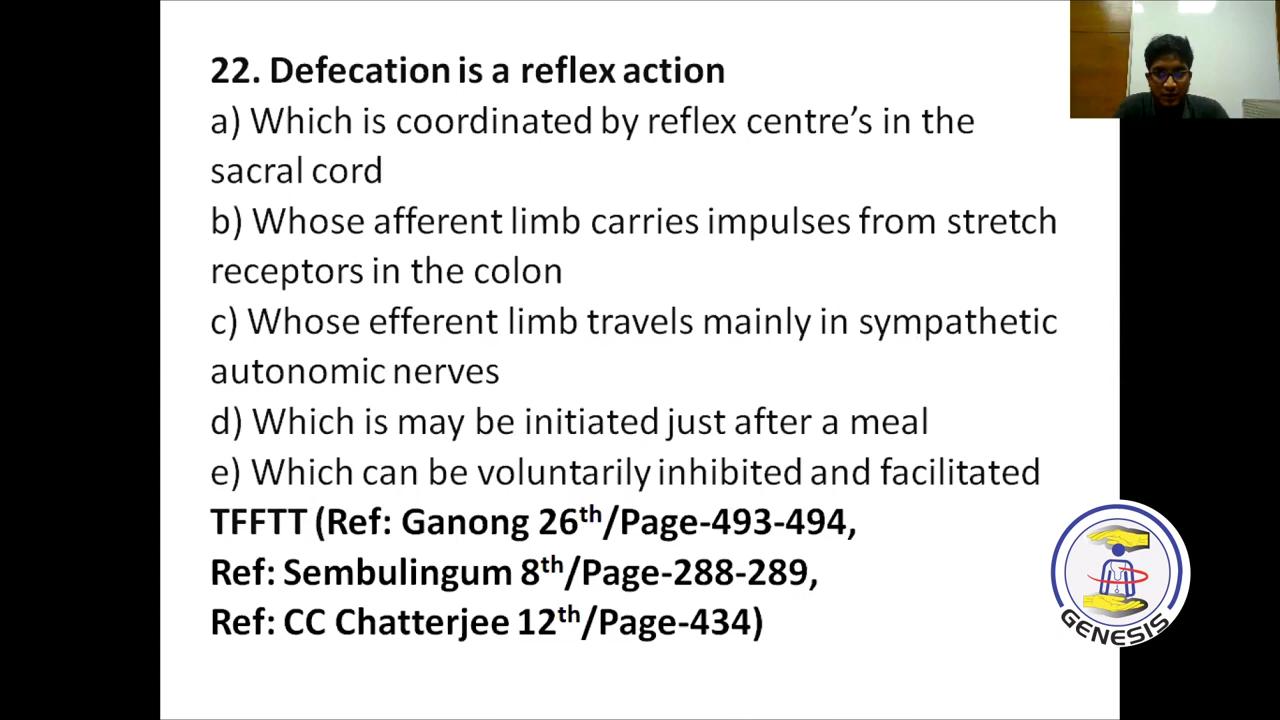 22. Defecation is a reflex action
a) Which is coordinated by reflex centre’s in the
sacral cord
b) Whose afferent limb carries impulses from stretch
receptors in the colon
c) Whose efferent limb travels mainly in sympathetic
autonomic nerves
d) Which is may be initiated just after a meal
e) Which can be voluntarily inhibited and facilitated
TFFTT (Ref: Ganong 26th/Page-493-494,
Ref: Sembulingum 8th/Page-288-289,
Ref: CC Chatterjee 12th/Page-434)
GENESIS